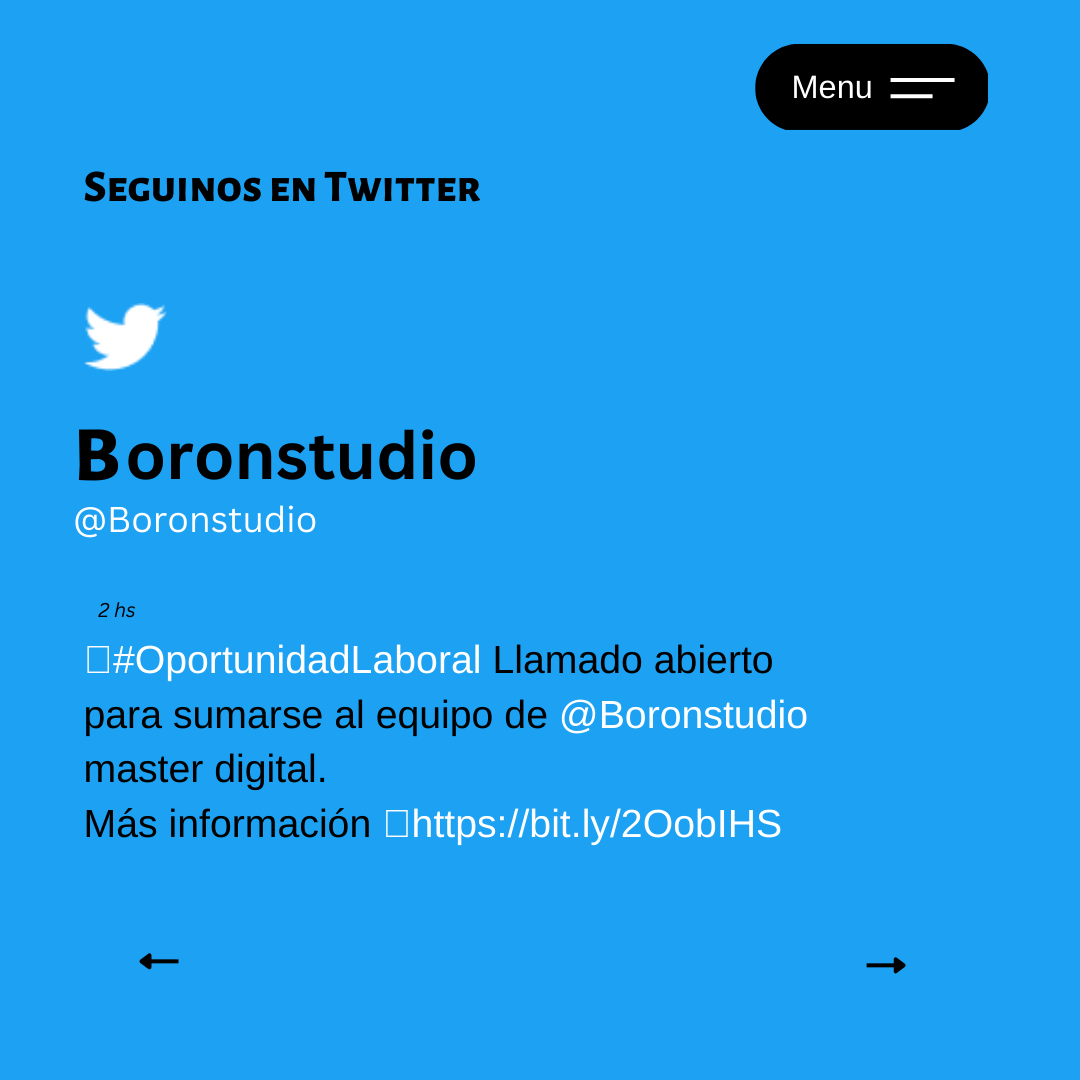 Menu
Seguinos en Twitter
Boronstudio
@Boronstudio
2 hs
#OportunidadLaboral Llamado abierto
para sumarse al equipo de @Boronstudio
master digital.
Más información https://bit.ly/2OobIHS